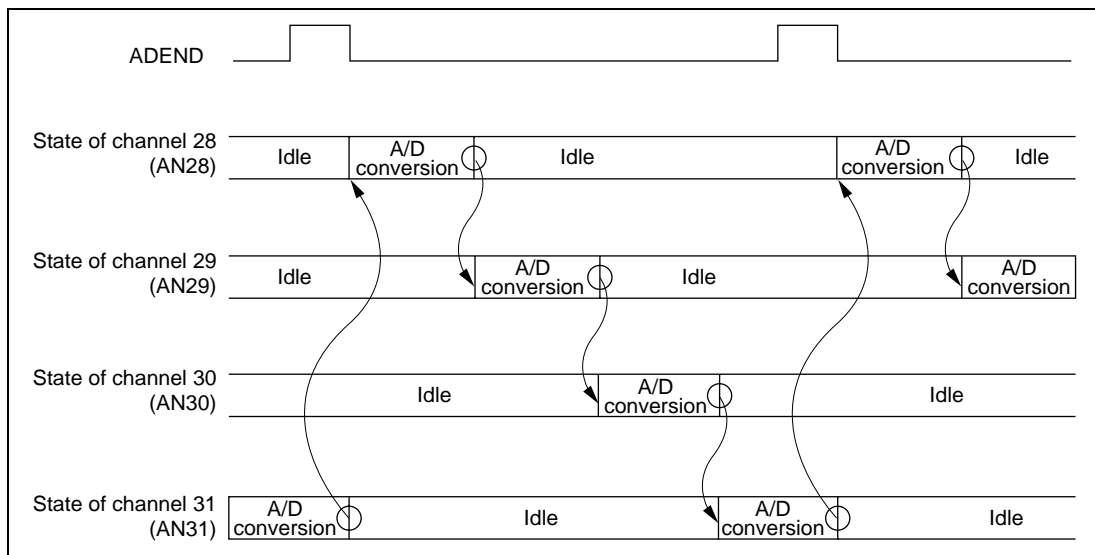 ADEND
State of channel 28
(AN28)
Idle
A/D
conversion
Idle
A/D
conversion
Idle
State of channel 29
(AN29)
Idle
A/D
conversion
Idle
A/D
conversion
State of channel 30
(AN30)
Idle
A/D
conversion
Idle
State of channel 31
(AN31)
A/D
conversion
Idle
A/D
conversion
Idle